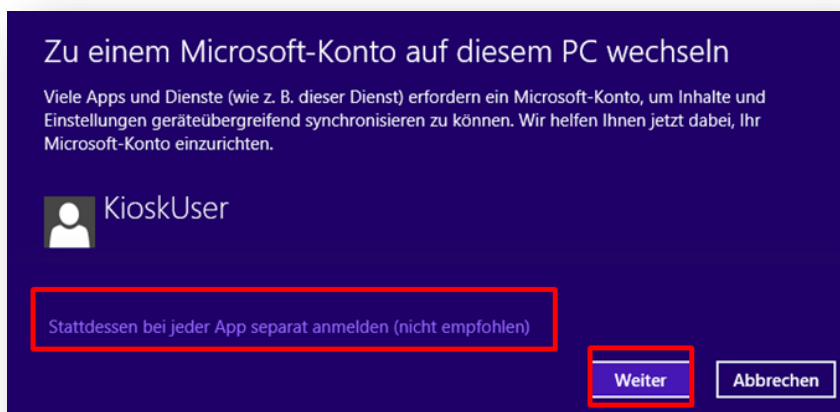 Zu einem Microsoft-Konto auf diesem PC wechseln
Viele Apps und Dienste (wie z. B. dieser Dienst) erfordern ein Microsoft-Konto, um Inhalte und
Einstellungen geräteübergreifend synchronisieren zu können. Wir helfen Ihnen jetzt dabei, Ihr
Microsoft-Konto einzurichten.
KioskUser
Stattdessen bei jeder App separat anmelden (nicht empfohlen)
Weiter
Abbrechen